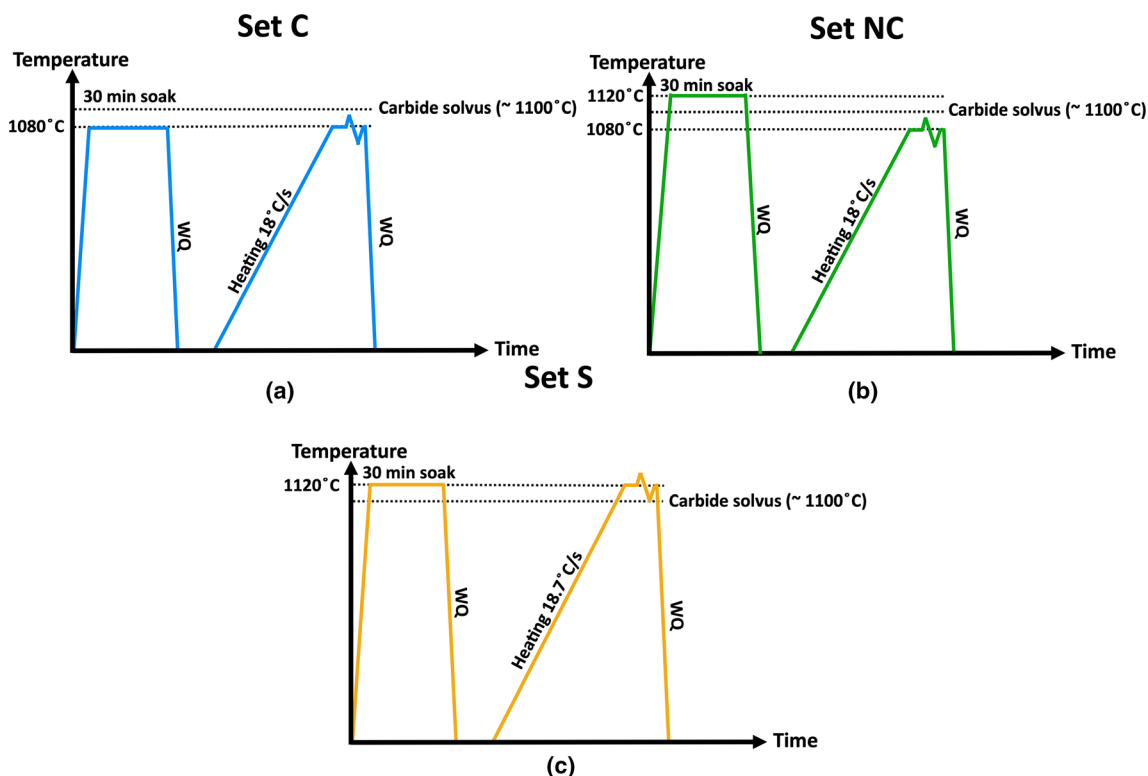 Set C
Temperature
30 min soak
Carbide solvus (~ 1100˚C)
1080˚C
Heating 18˚C/s
WQ
WQ
Time
(a)
Set NC
Temperature
1120˚C
30 min soak
Carbide solvus (~ 1100˚C)
1080˚C
Heating 18˚C/s
WQ
WQ
Time
(b)
Set S
Temperature
30 min soak
1120˚C
Carbide solvus (~ 1100˚C)
Heating 18.7˚C/s
WQ
WQ
Time
(c)